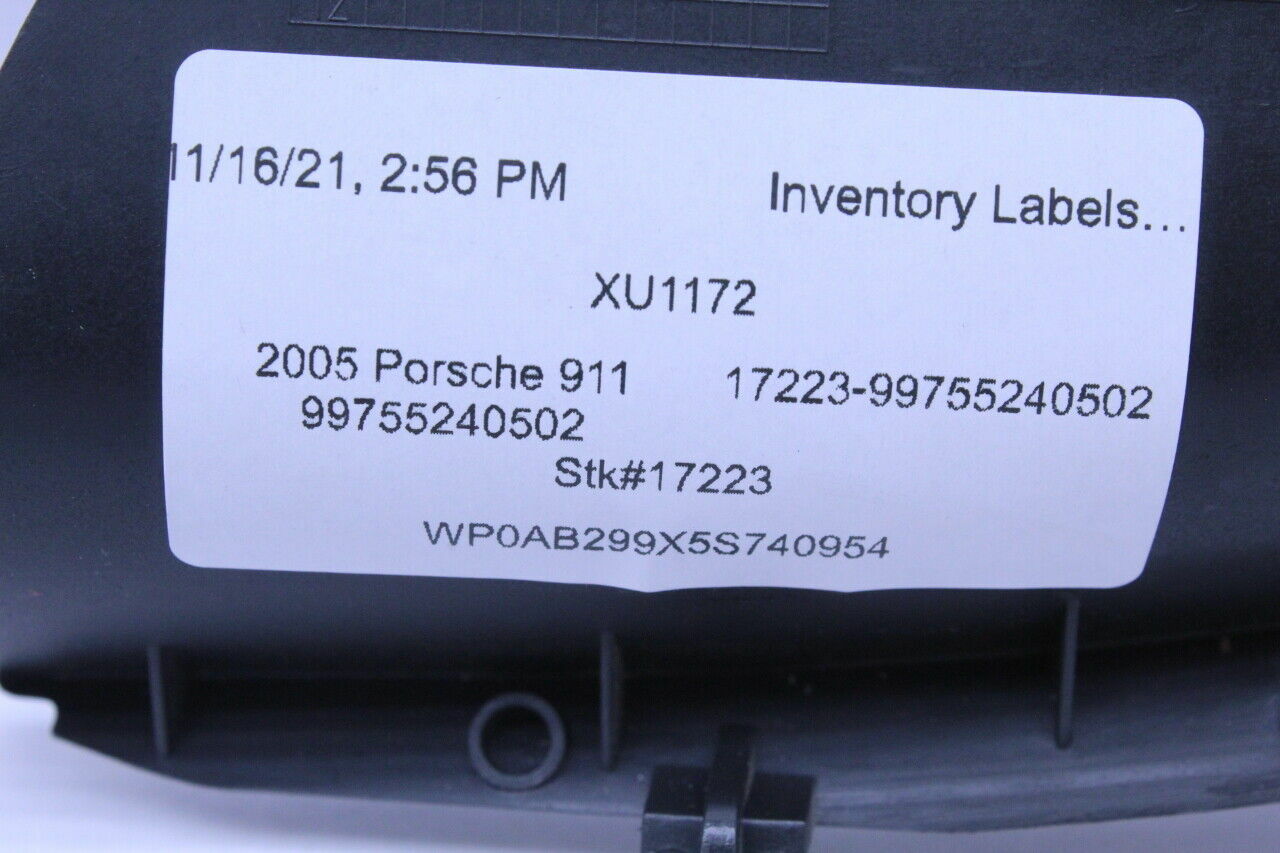 11/16/21, 2:56 PM Inventory Labels...
XU1172
2005 Porsche 911 17223-99755240502
99755240502
Stk#17223
WP0AB299X5S740954